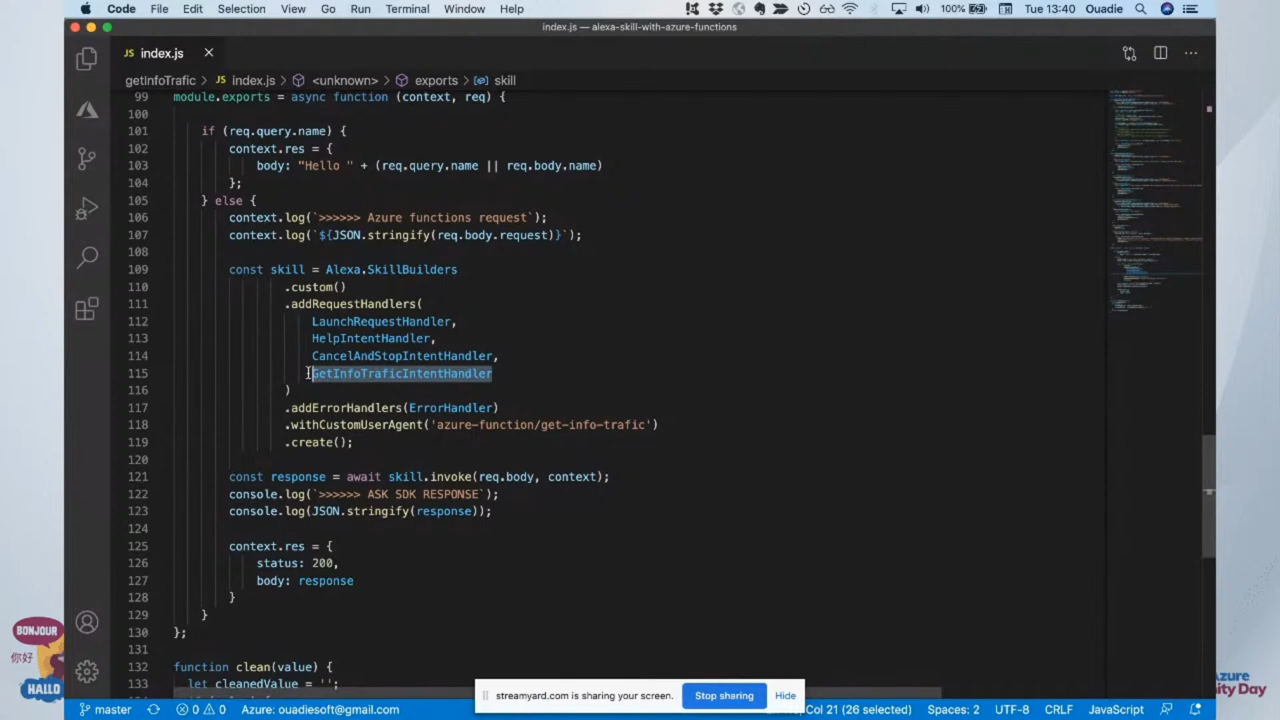 Code File Edit Selection View Go Run Terminal Window Help 100% Tue 13:40 Ouadie
index.js — alexa-skill-with-azure-functions
JS index.js
getInfoTrafic > JS index.js > <unknown> > exports > skill
99 module.exports = async function (context, req) {
100
101 if (req.query.name) {
102 context.res = {
103 body: "Hello " + (req.query.name || req.body.name)
104 };
105 } else {
106 context.log(`>>>>>> Azure functions request`);
107 context.log(`${JSON.stringify(req.body.request)}`);
108
109 const skill = Alexa.SkillBuilders
110 .custom()
111 .addRequestHandlers(
112 LaunchRequestHandler,
113 HelpIntentHandler,
114 CancelAndStopIntentHandler,
115 GetInfoTraficIntentHandler
116 )
117 .addErrorHandlers(ErrorHandler)
118 .withCustomUserAgent('azure-function/get-info-trafic')
119 .create();
120
121 const response = await skill.invoke(req.body, context);
122 console.log(`>>>>>> ASK SDK RESPONSE`);
123 console.log(JSON.stringify(response));
124
125 context.res = {
126 status: 200,
127 body: response
128 }
129 }
130 };
131
132 function clean(value) {
133 let cleanedValue = '';
BONJOUR
你好
HALLO
streamyard.com is sharing your screen. Stop sharing Hide
zure
ity Day
master 0 0 Azure: ouadiesoft@gmail.com Col 21 (26 selected) Spaces: 2 UTF-8 CRLF JavaScript